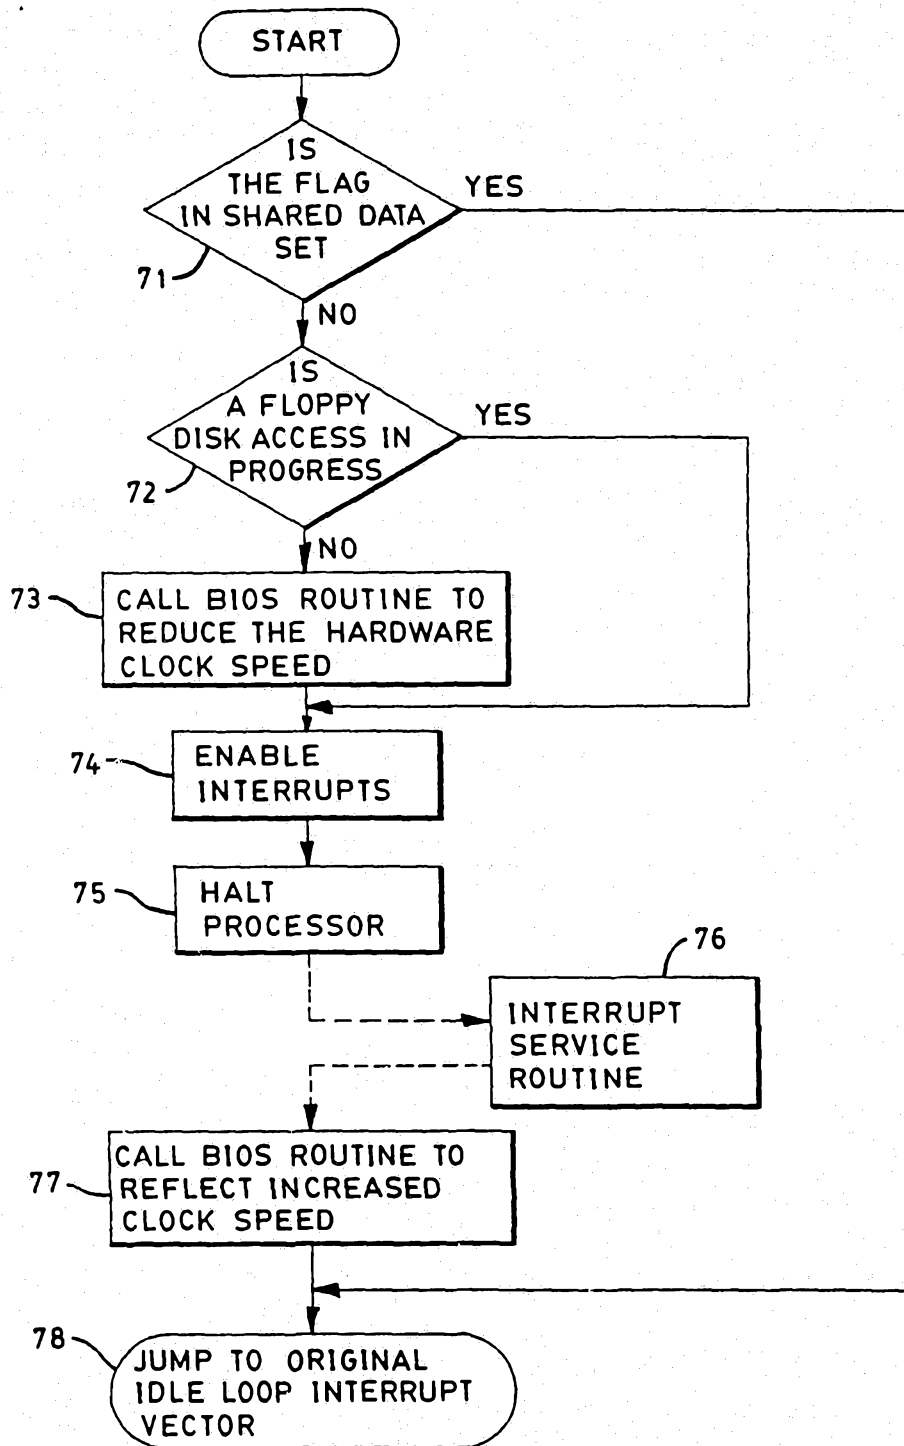 START
IS
THE FLAG
IN SHARED DATA
SET
YES
71
NO
IS
A FLOPPY
DISK ACCESS IN
PROGRESS
YES
72
NO
73
CALL BIOS ROUTINE TO
REDUCE THE HARDWARE
CLOCK SPEED
74
ENABLE
INTERRUPTS
75
HALT
PROCESSOR
76
INTERRUPT
SERVICE
ROUTINE
77
CALL BIOS ROUTINE TO
REFLECT INCREASED
CLOCK SPEED
78
JUMP TO ORIGINAL
IDLE LOOP INTERRUPT
VECTOR